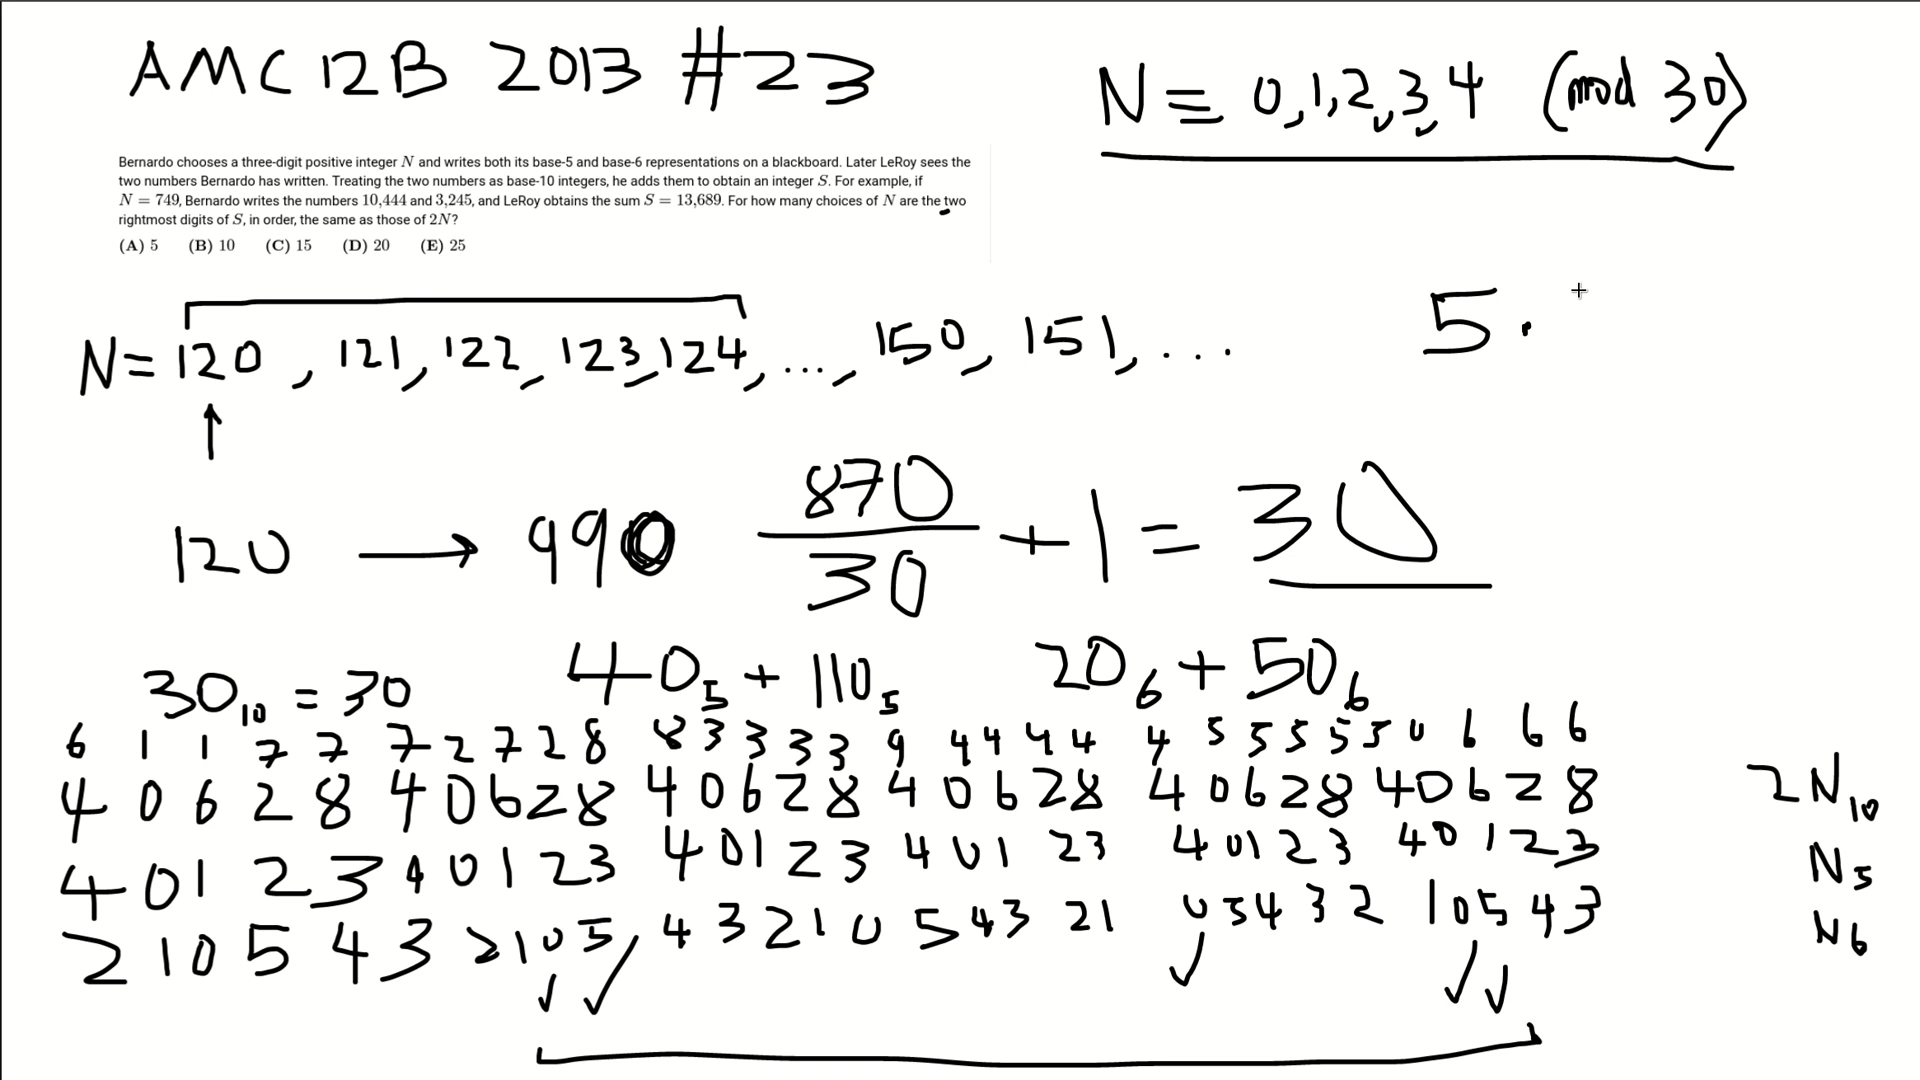 AMC 12B 2013 #23
N ≡ 0,1,2,3,4 (mod 30)
Bernardo chooses a three-digit positive integer N and writes both its base-5 and base-6 representations on a blackboard. Later LeRoy sees the
two numbers Bernardo has written. Treating the two numbers as base-10 integers, he adds them to obtain an integer S. For example, if
N = 749, Bernardo writes the numbers 10,444 and 3,245, and LeRoy obtains the sum S = 13,689. For how many choices of N are the two
rightmost digits of S, in order, the same as those of 2N?
(A) 5 (B) 10 (C) 15 (D) 20 (E) 25
5 .
N = 120 , 121, 122, 123, 124, ..., 150, 151, ...
120 → 990 870/30 + 1 = 30
30₁₀ = 30 40₅ + 110₅ 20₆ + 50₆
6 1 1 7 7 7 2 7 2 8 8 3 3 3 3 9 4 4 4 4 4 5 5 5 5 5 0 6 6 6
4 0 6 2 8 4 0 6 2 8 4 0 6 2 8 4 0 6 2 8 4 0 6 2 8 4 0 6 2 8 2N₁₀
4 0 1 2 3 4 0 1 2 3 4 0 1 2 3 4 0 1 2 3 4 0 1 2 3 4 0 1 2 3 N₅
2 1 0 5 4 3 2 1 0 5 4 3 2 1 0 5 4 3 2 1 0 5 4 3 2 1 0 5 4 3 N₆